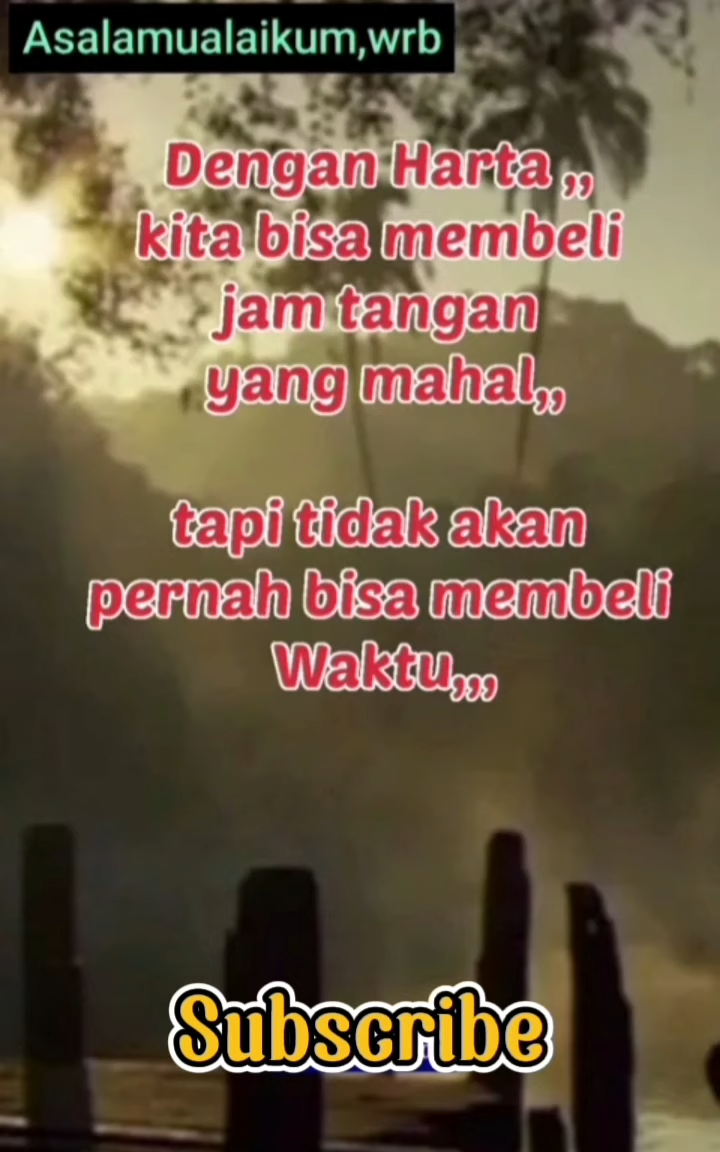 Asalamualaikum,wrb
Dengan Harta ,,
kita bisa membeli
jam tangan
yang mahal,,
tapi tidak akan
pernah bisa membeli
Waktu,,,
Subscribe